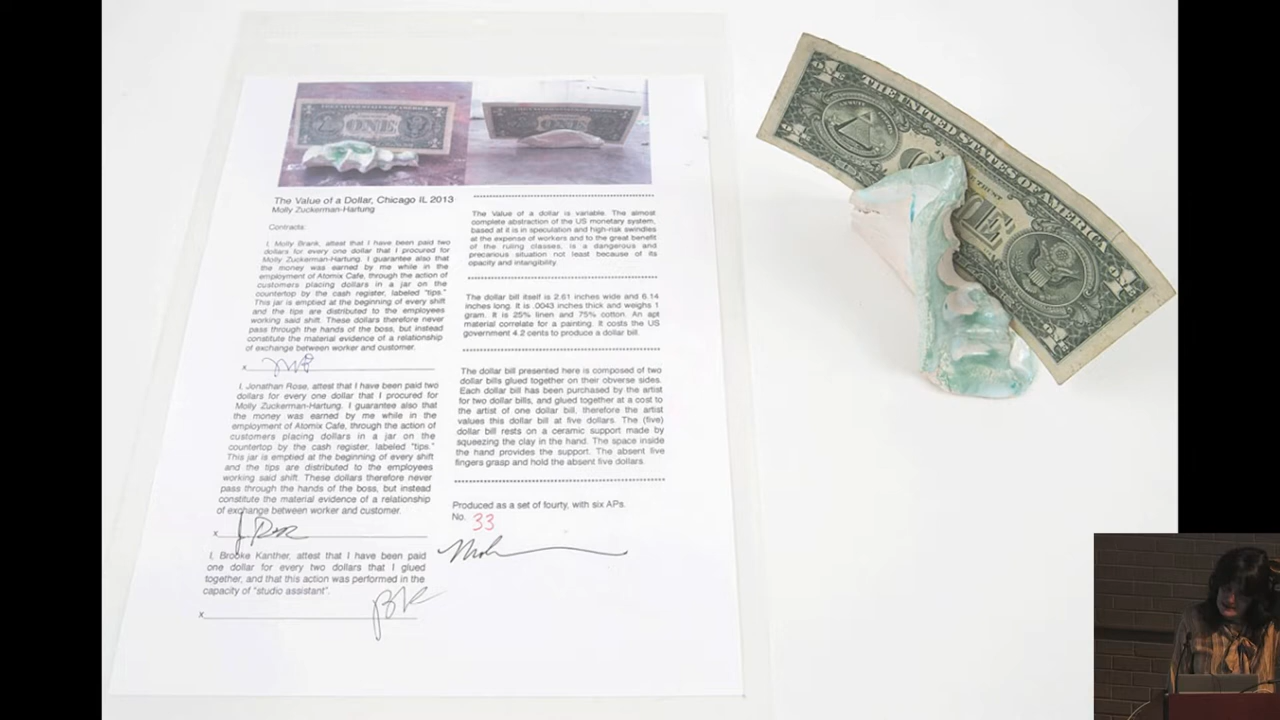 The Value of a Dollar, Chicago IL 2013
Molly Zuckerman-Hartung
Contracts:
I, Molly Brank, attest that I have been paid two
dollars for every one dollar that I procured for
Molly Zuckerman-Hartung. I guarantee also that
the money was earned by me while in the
employment of Atomix Cafe, through the action of
customers placing dollars in a jar on the
countertop by the cash register, labeled "tips."
This jar is emptied at the beginning of every shift
and the tips are distributed to the employees
working said shift. These dollars therefore never
pass through the hands of the boss, but instead
constitute the material evidence of a relationship
of exchange between worker and customer.
x
I, Jonathan Rose, attest that I have been paid two
dollars for every one dollar that I procured for
Molly Zuckerman-Hartung. I guarantee also that
the money was earned by me while in the
employment of Atomix Cafe, through the action of
customers placing dollars in a jar on the
countertop by the cash register, labeled "tips."
This jar is emptied at the beginning of every shift
and the tips are distributed to the employees
working said shift. These dollars therefore never
pass through the hands of the boss, but instead
constitute the material evidence of a relationship
of exchange between worker and customer.
x
I, Brooke Kanther, attest that I have been paid
one dollar for every two dollars that I glued
together, and that this action was performed in the
capacity of "studio assistant".
x
The Value of a dollar is variable. The almost
complete abstraction of the US monetary system,
based at it is in speculation and high-risk swindles
at the expense of workers and to the great benefit
of the ruling classes, is a dangerous and
precarious situation not least because of its
opacity and intangibility.
The dollar bill itself is 2.61 inches wide and 6.14
inches long. It is .0043 inches thick and weighs 1
gram. It is 25% linen and 75% cotton. An apt
material correlate for a painting. It costs the US
government 4.2 cents to produce a dollar bill.
The dollar bill presented here is composed of two
dollar bills glued together on their obverse sides.
Each dollar bill has been purchased by the artist
for two dollar bills, and glued together at a cost to
the artist of one dollar bill, therefore the artist
values this dollar bill at five dollars. The (five)
dollar bill rests on a ceramic support made by
squeezing the clay in the hand. The space inside
the hand provides the support. The absent five
fingers grasp and hold the absent five dollars.
Produced as a set of fourty, with six APs.
No. 33
THE UNITED STATES OF AMERICA
ONE
ONE